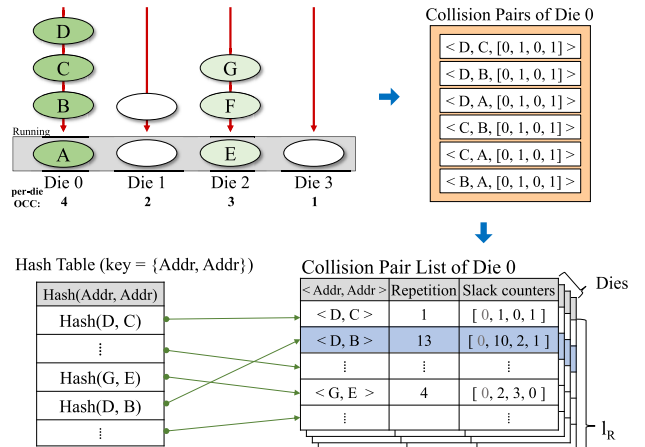 Collision Pairs of Die 0
D
C
G
B
F
Running
A
E
Die 0
Die 1
Die 2
Die 3
per-die
OCC:
4
2
3
1
< D, C, [0, 1, 0, 1] >
< D, B, [0, 1, 0, 1] >
< D, A, [0, 1, 0, 1] >
< C, B, [0, 1, 0, 1] >
< C, A, [0, 1, 0, 1] >
< B, A, [0, 1, 0, 1] >
Hash Table (key = {Addr, Addr})
Hash(Addr, Addr)
Hash(D, C)
⋮
Hash(G, E)
Hash(D, B)
⋮
Collision Pair List of Die 0
Dies
< Addr, Addr > Repetition Slack counters
< D, C > 1 [ 0, 1, 0, 1 ]
< D, B > 13 [ 0, 10, 2, 1 ]
⋮ ⋮ ⋮
< G, E > 4 [ 0, 2, 3, 0 ]
⋮ ⋮ ⋮
I_R